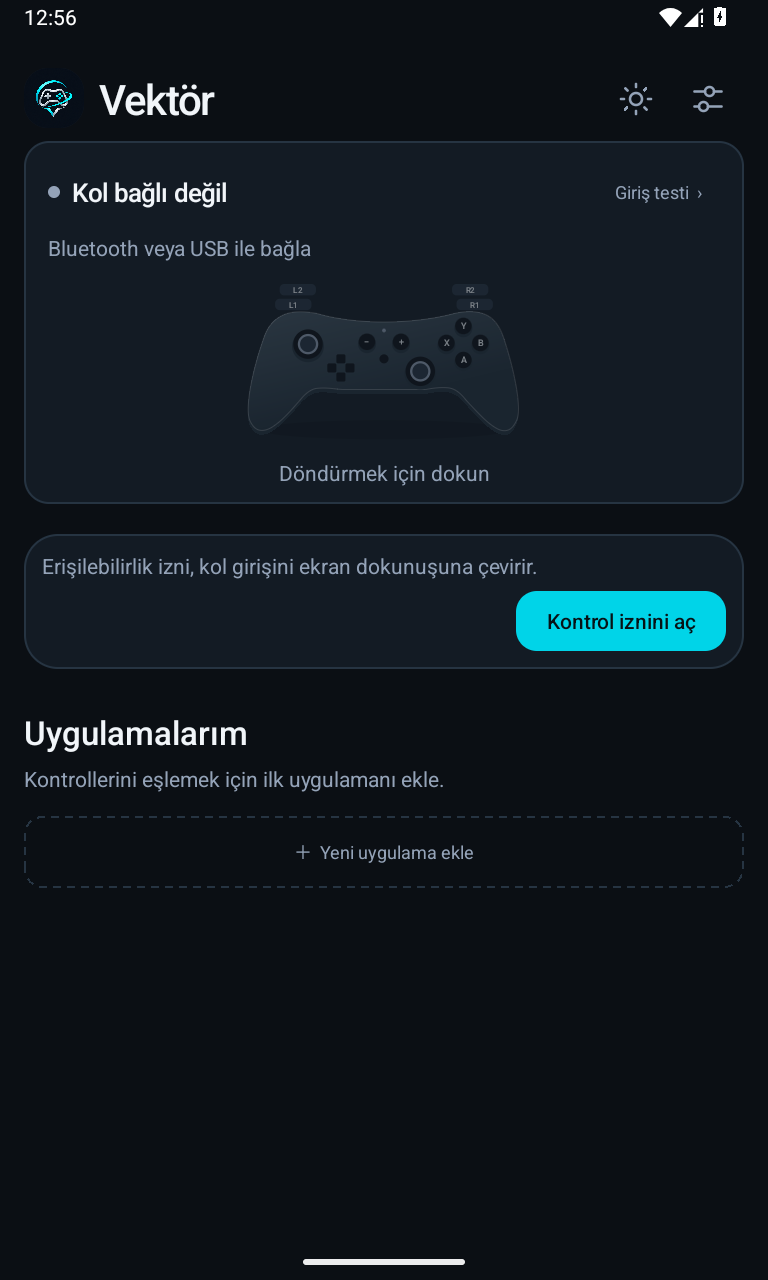 12:56
Vektör
Kol bağlı değil
Giriş testi ›
Bluetooth veya USB ile bağla
L2
R2
L1
R1
Y
X
B
A
Döndürmek için dokun
Erişilebilirlik izni, kol girişini ekran dokunuşuna çevirir.
Kontrol iznini aç
Uygulamalarım
Kontrollerini eşlemek için ilk uygulamanı ekle.
+ Yeni uygulama ekle